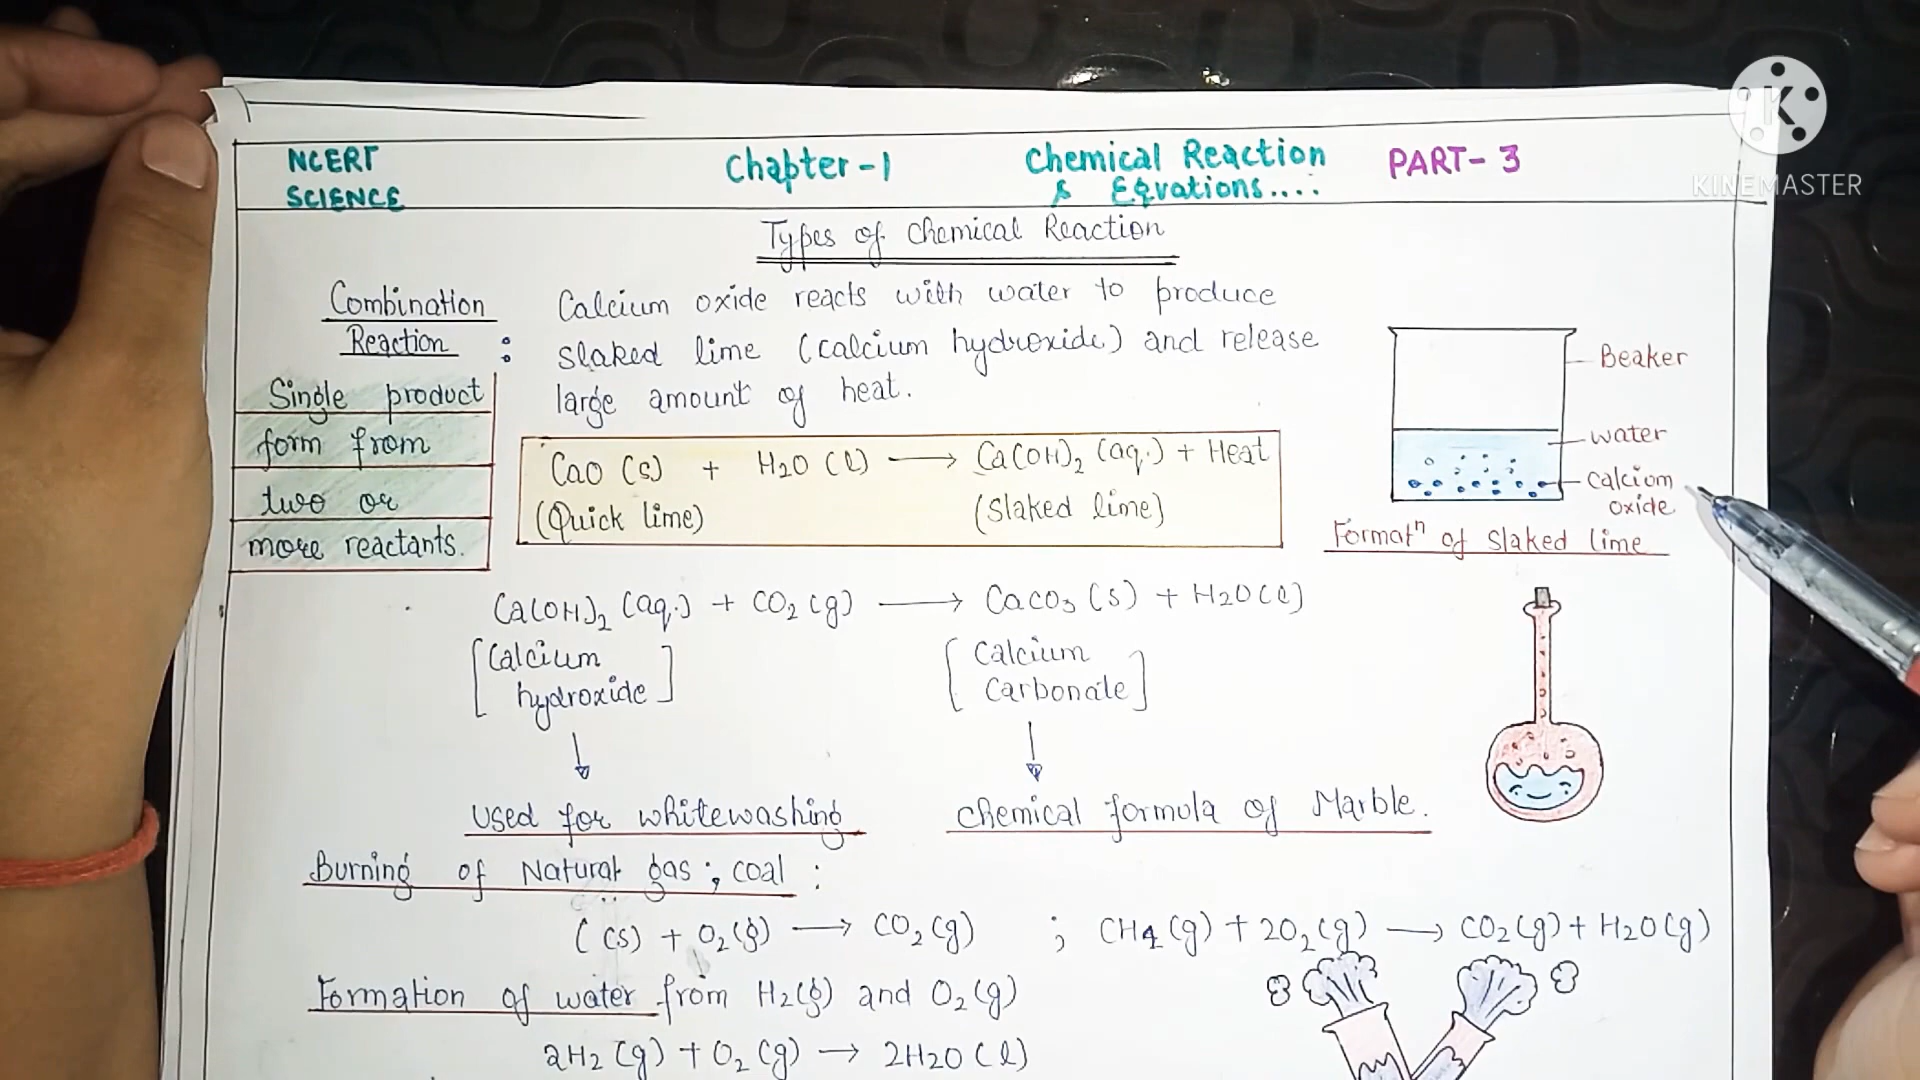 NCERT
SCIENCE
Chapter-1
Chemical Reaction
& Equations....
PART-3
KINEMASTER
Types of Chemical Reaction
Combination
Reaction :
Calcium oxide reacts with water to produce
slaked lime (calcium hydroxide) and release
large amount of heat.
Single product
form from
two or
more reactants.
CaO (s) + H2O (l) ⟶ Ca(OH)2 (aq.) + Heat
(Quick lime) (Slaked lime)
Beaker
water
calcium
oxide
Formatⁿ of slaked lime
Ca(OH)2 (aq.) + CO2 (g) ⟶ CaCO3 (s) + H2O (l)
[Calcium
hydroxide]
[Calcium
Carbonate]
used for whitewashing
chemical formula of Marble.
Burning of Natural gas ; coal :
C (s) + O2 (g) ⟶ CO2 (g) ; CH4 (g) + 2O2 (g) ⟶ CO2 (g) + H2O (g)
Formation of water from H2(g) and O2 (g)
2H2 (g) + O2 (g) → 2H2O (l)